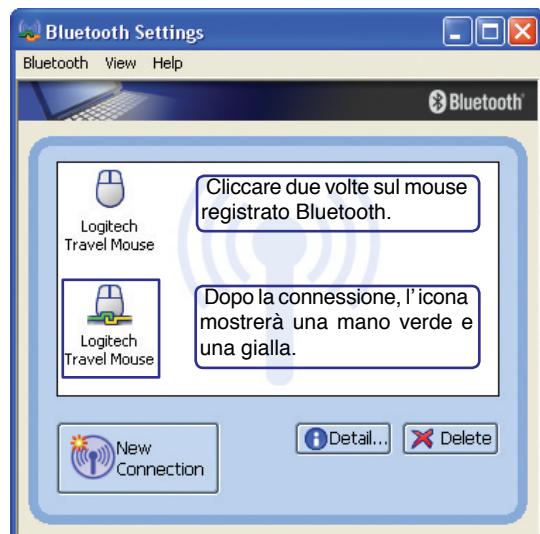 Bluetooth Settings
Bluetooth View Help
Bluetooth
Logitech
Travel Mouse
Cliccare due volte sul mouse
registrato Bluetooth.
Logitech
Travel Mouse
Dopo la connessione, l'icona
mostrerà una mano verde e
una gialla.
New
Connection
Detail...
Delete